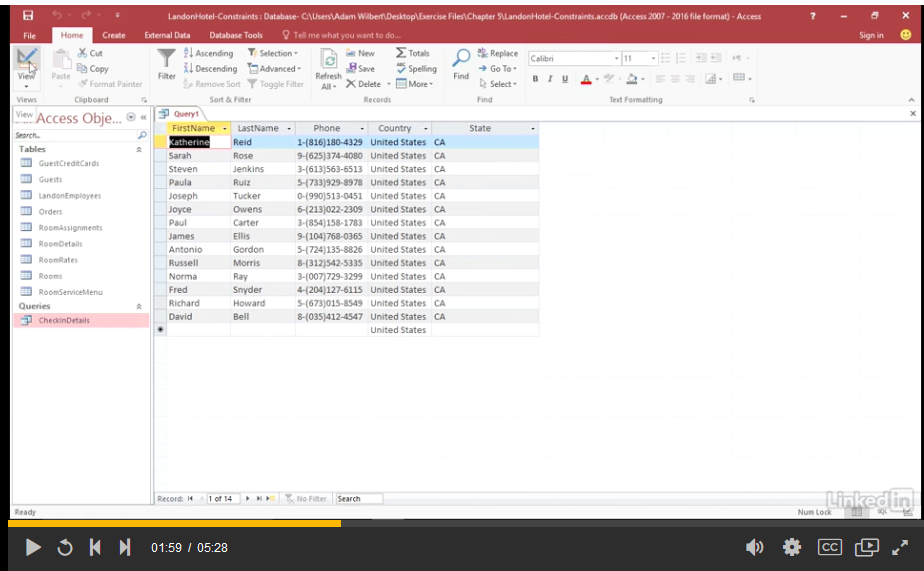 LandonHotel-Constraints : Database- C:\Users\Adam Wilbert\Desktop\Exercise Files\Chapter 5\LandonHotel-Constraints.accdb (Access 2007 - 2016 file format) - Access ?
File Home Create External Data Database Tools Tell me what you want to do... Sign in
View Paste Cut Copy Format Painter
Filter Ascending Descending Remove Sort Selection Advanced Toggle Filter
Refresh All New Save Delete Totals Spelling More
Find Replace Go To Select
Calibri 11
B I U A
Views Clipboard Sort & Filter Records Find Text Formatting
View
Access Obje...
Search...
Tables
GuestCreditCards
Guests
LandonEmployees
Orders
RoomAssignments
RoomDetails
RoomRates
Rooms
RoomServiceMenu
Queries
CheckInDetails
Query1
FirstName LastName Phone Country State
Katherine Reid 1-(816)180-4329 United States CA
Sarah Rose 9-(625)374-4080 United States CA
Steven Jenkins 3-(613)563-6513 United States CA
Paula Ruiz 5-(733)929-8978 United States CA
Joseph Tucker 0-(990)513-0451 United States CA
Joyce Owens 6-(213)022-2309 United States CA
Paul Carter 3-(854)158-1783 United States CA
James Ellis 9-(104)768-0365 United States CA
Antonio Gordon 5-(724)135-8826 United States CA
Russell Morris 8-(312)542-5335 United States CA
Norma Ray 3-(007)729-3299 United States CA
Fred Snyder 4-(204)127-6115 United States CA
Richard Howard 5-(673)015-8549 United States CA
David Bell 8-(035)412-4547 United States CA
United States
Record: 1 of 14 No Filter Search
Linked in
Ready Num Lock SQL
01:59 / 05:28 CC